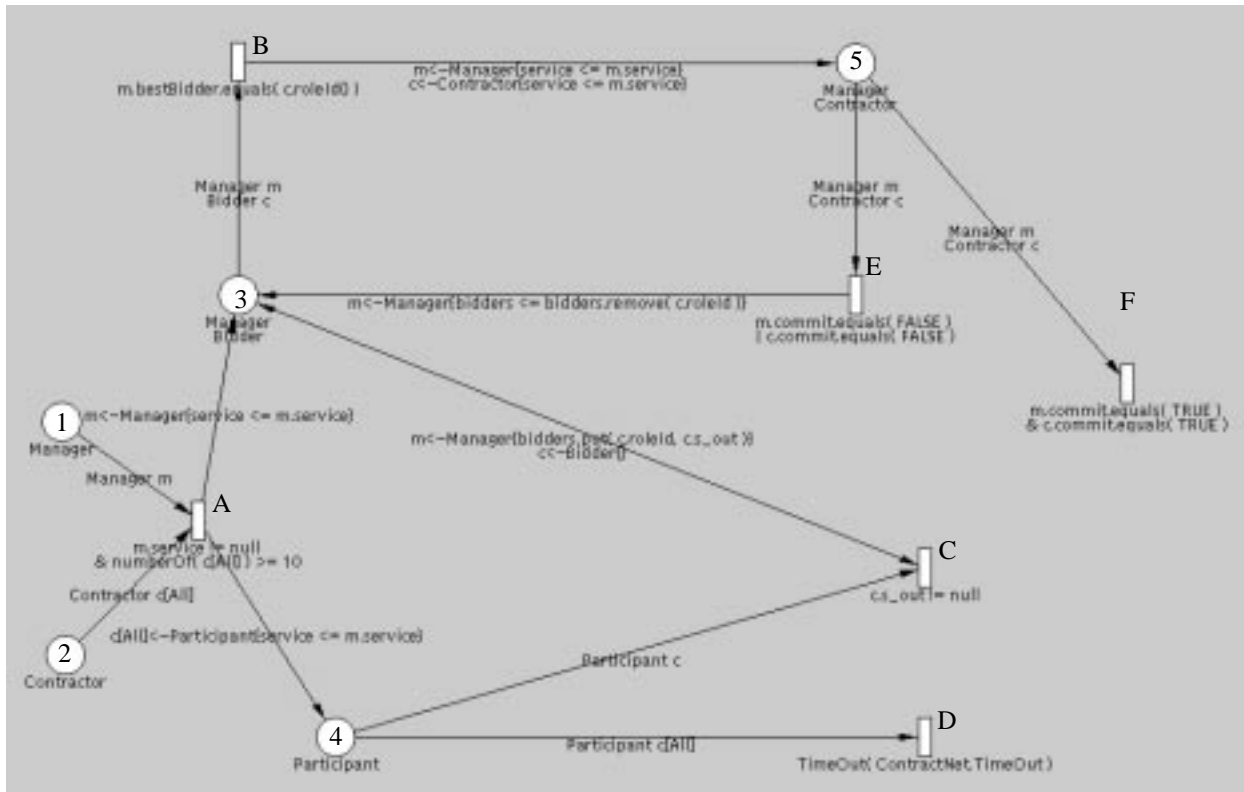 B
5
m<-Manager{service <= m.service}
c<-Contractor{service <= m.service}
m.bestBidder.equals( c.roleId() )
Manager
Contractor
Manager m
Bidder c
Manager m
Contractor c
Manager m
Contractor c
E
3
m<-Manager{bidders <= bidders.remove( c.roleId )}
F
Manager
Bidder
m.commit.equals( FALSE )
| c.commit.equals( FALSE )
1
m<-Manager{service <= m.service}
m.commit.equals( TRUE )
& c.commit.equals( TRUE )
Manager
m<-Manager{bidders.put( c.roleId, c.s_out )}
c<-Bidder{}
Manager m
A
m.service != null
& numberOf( c[All] ) >= 10
C
c.s_out != null
Contractor c[All]
c[All]<-Participant{service <= m.service}
2
Contractor
Participant c
4
D
Participant c[All]
Participant
TimeOut( ContractNet.TimeOut )